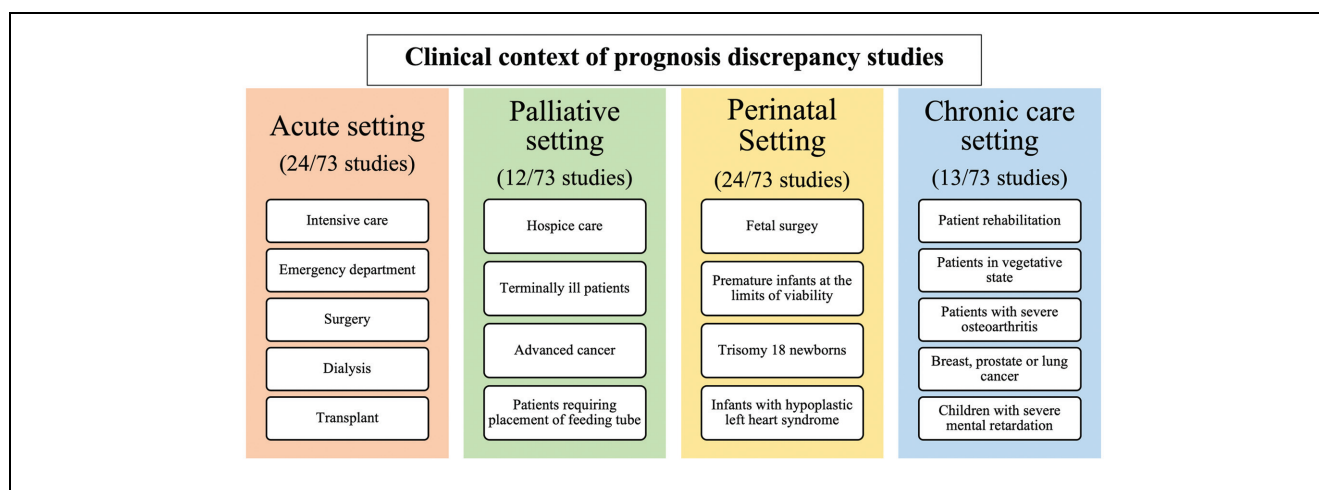 Clinical context of prognosis discrepancy studies
Acute setting
(24/73 studies)
Intensive care
Emergency department
Surgery
Dialysis
Transplant
Palliative
setting
(12/73 studies)
Hospice care
Terminally ill patients
Advanced cancer
Patients requiring
placement of feeding tube
Perinatal
Setting
(24/73 studies)
Fetal surgey
Premature infants at the
limits of viability
Trisomy 18 newborns
Infants with hypoplastic
left heart syndrome
Chronic care
setting
(13/73 studies)
Patient rehabilitation
Patients in vegetative
state
Patients with severe
osteoarthritis
Breast, prostate or lung
cancer
Children with severe
mental retardation